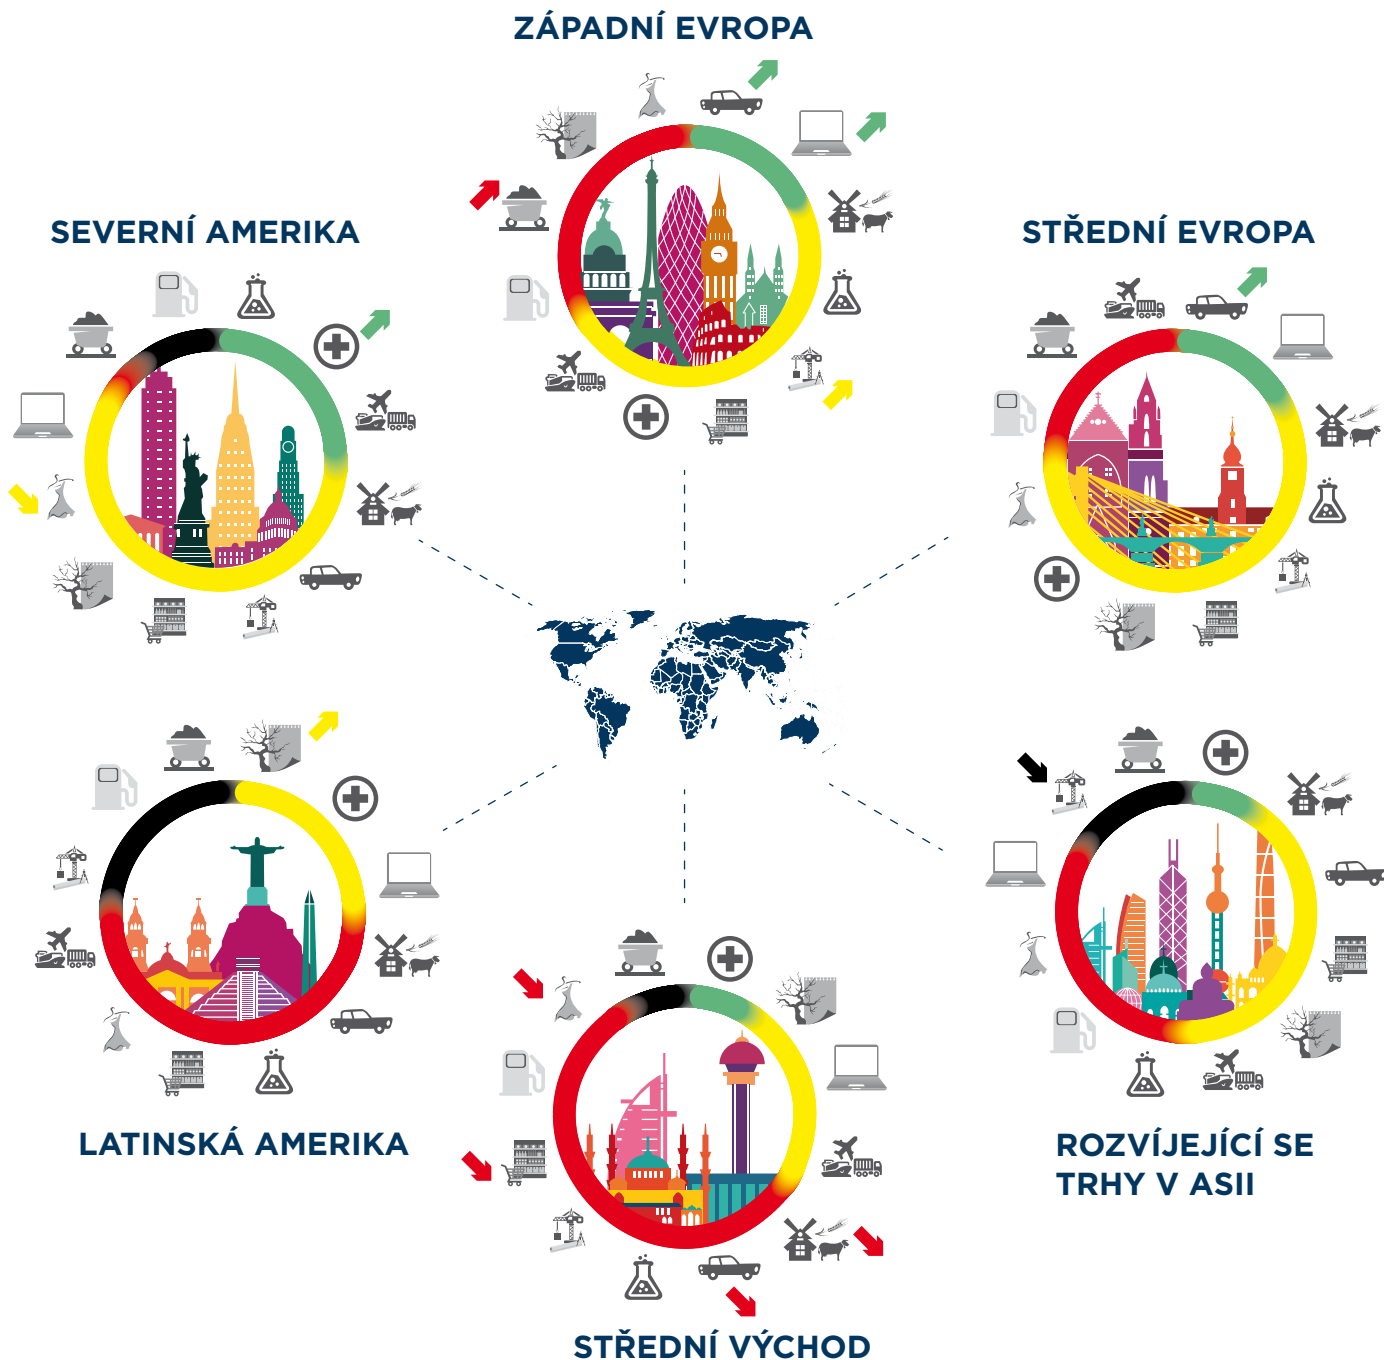 ZÁPADNÍ EVROPA
SEVERNÍ AMERIKA
STŘEDNÍ EVROPA
LATINSKÁ AMERIKA
ROZVÍJEJÍCÍ SE
TRHY V ASII
STŘEDNÍ VÝCHOD